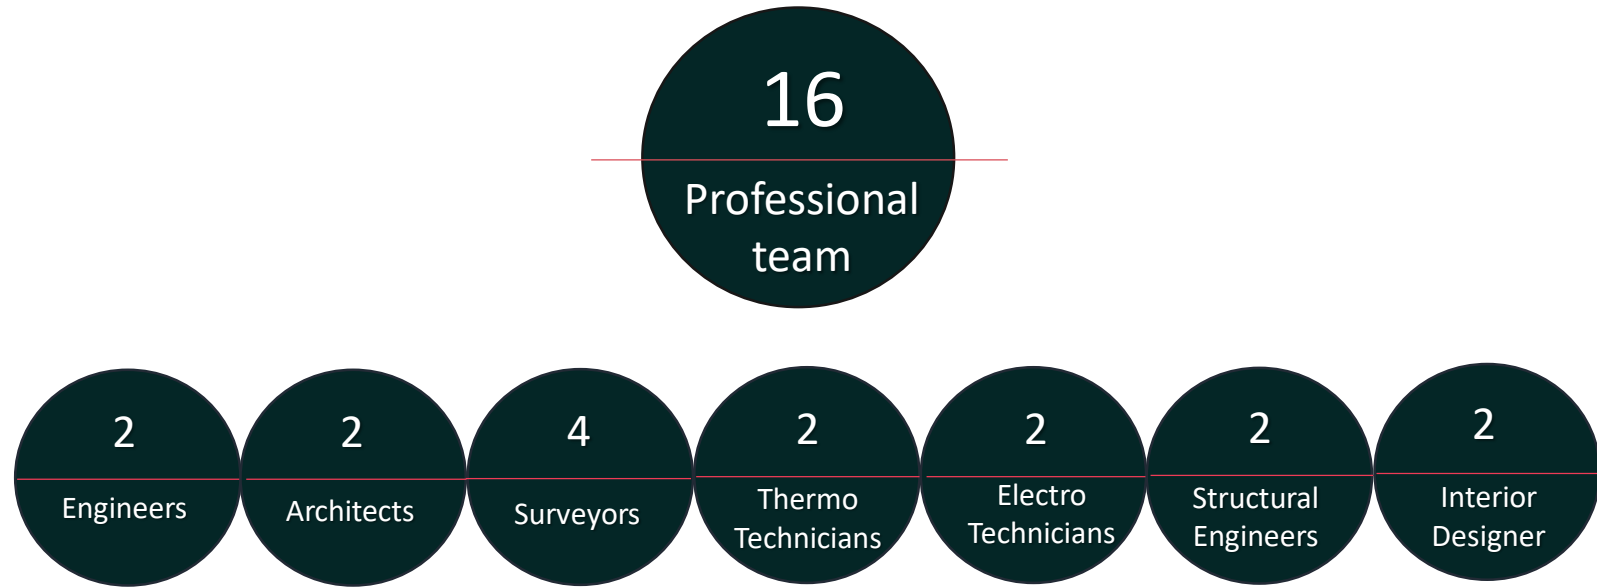 16
Professional
team
2
Engineers
2
Architects
4
Surveyors
2
Thermo
Technicians
2
Electro
Technicians
2
Structural
Engineers
2
Interior
Designer